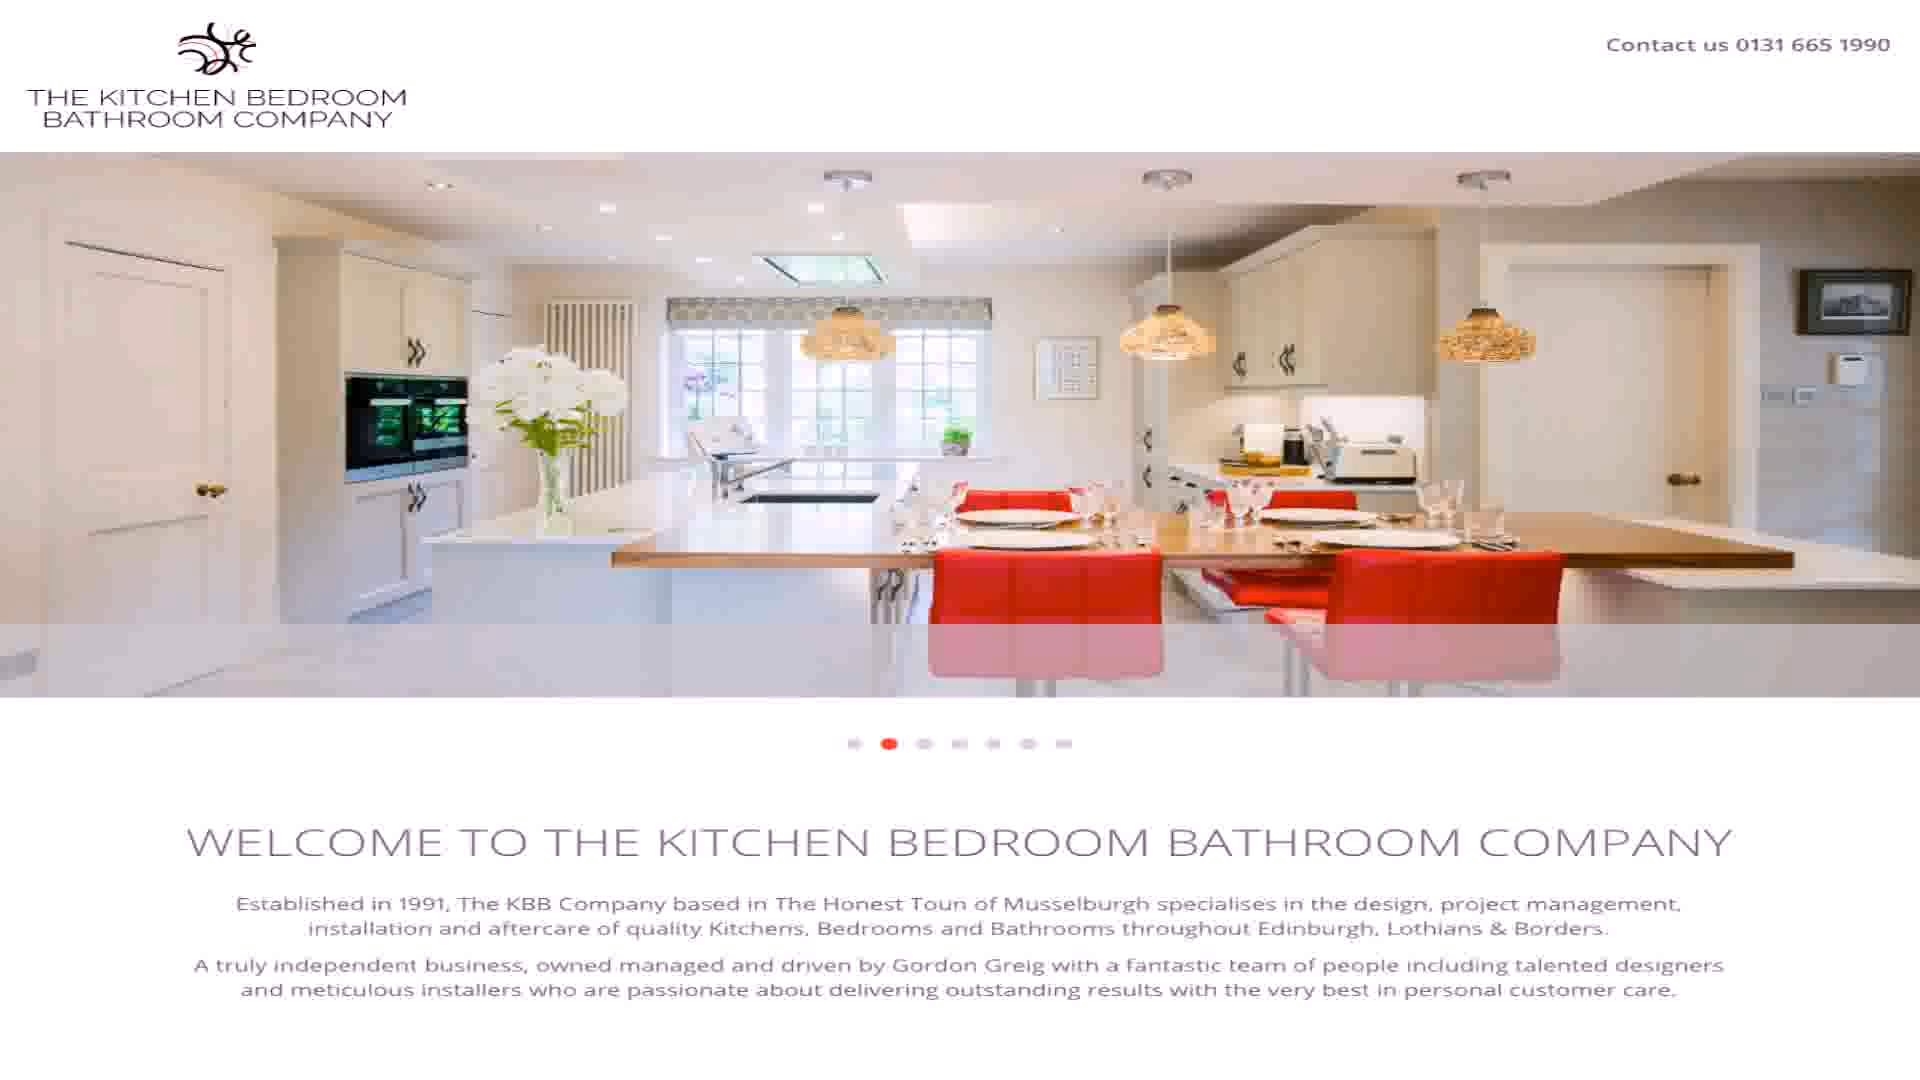 THE KITCHEN BEDROOM
BATHROOM COMPANY
Contact us 0131 665 1990
WELCOME TO THE KITCHEN BEDROOM BATHROOM COMPANY
Established in 1991, The KBB Company based in The Honest Toun of Musselburgh specialises in the design, project management,
installation and aftercare of quality Kitchens, Bedrooms and Bathrooms throughout Edinburgh, Lothians & Borders.
A truly independent business, owned managed and driven by Gordon Greig with a fantastic team of people including talented designers
and meticulous installers who are passionate about delivering outstanding results with the very best in personal customer care.